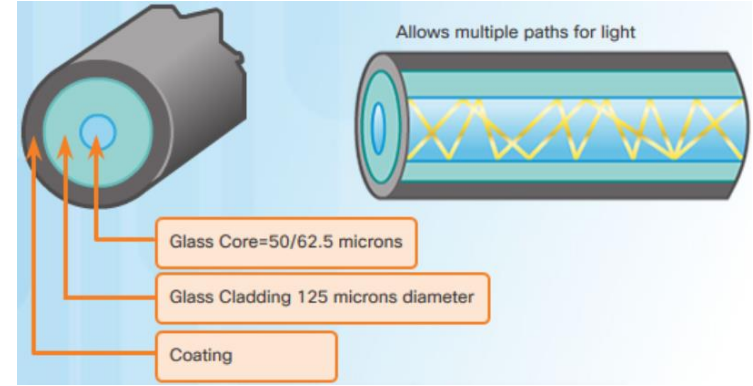 Allows multiple paths for light
Glass Core=50/62.5 microns
Glass Cladding 125 microns diameter
Coating